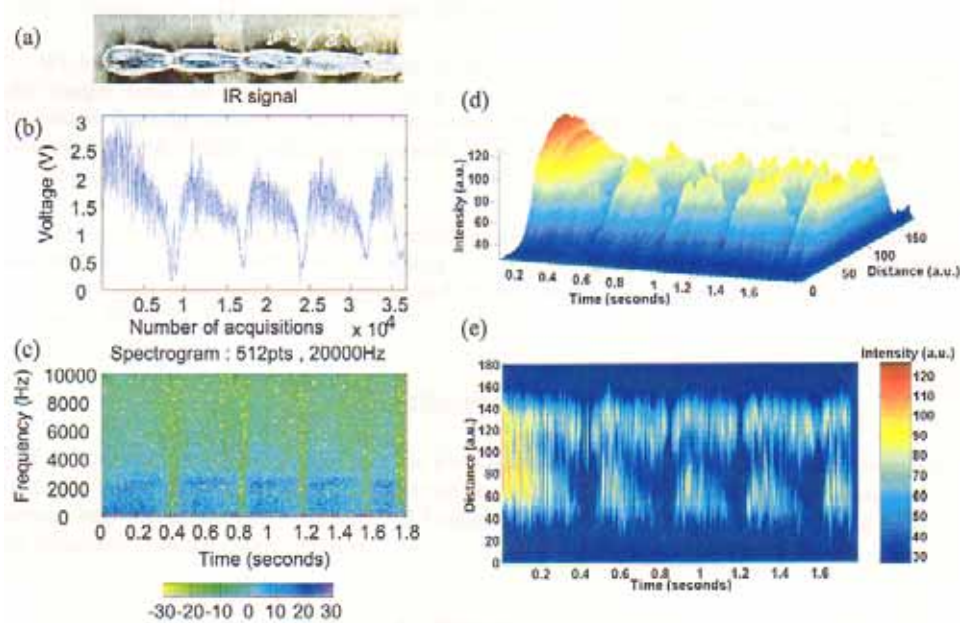 (a)
IR signal
(b)
3
2.5
2
1.5
1
0.5
0
Voltage (V)
0.5 1 1.5 2 2.5 3 3.5
Number of acquisitions x 10^4
(c)
Spectrogram : 512pts , 20000Hz
10000
8000
6000
4000
2000
0
Frequency (Hz)
0 0.2 0.4 0.6 0.8 1 1.2 1.4 1.6 1.8
Time (seconds)
-30 -20 -10 0 10 20 30
(d)
120
100
80
60
40
Intensity (a.u.)
0.2 0.4 0.6 0.8 1 1.2 1.4 1.6
Time (seconds)
0 50 100 150
Distance (a.u.)
(e)
Intensity (a.u.)
180
160
140
120
100
80
60
40
20
0
Distance (a.u.)
0.2 0.4 0.6 0.8 1 1.2 1.4 1.6
Time (seconds)
120
110
100
90
80
70
60
50
40
30